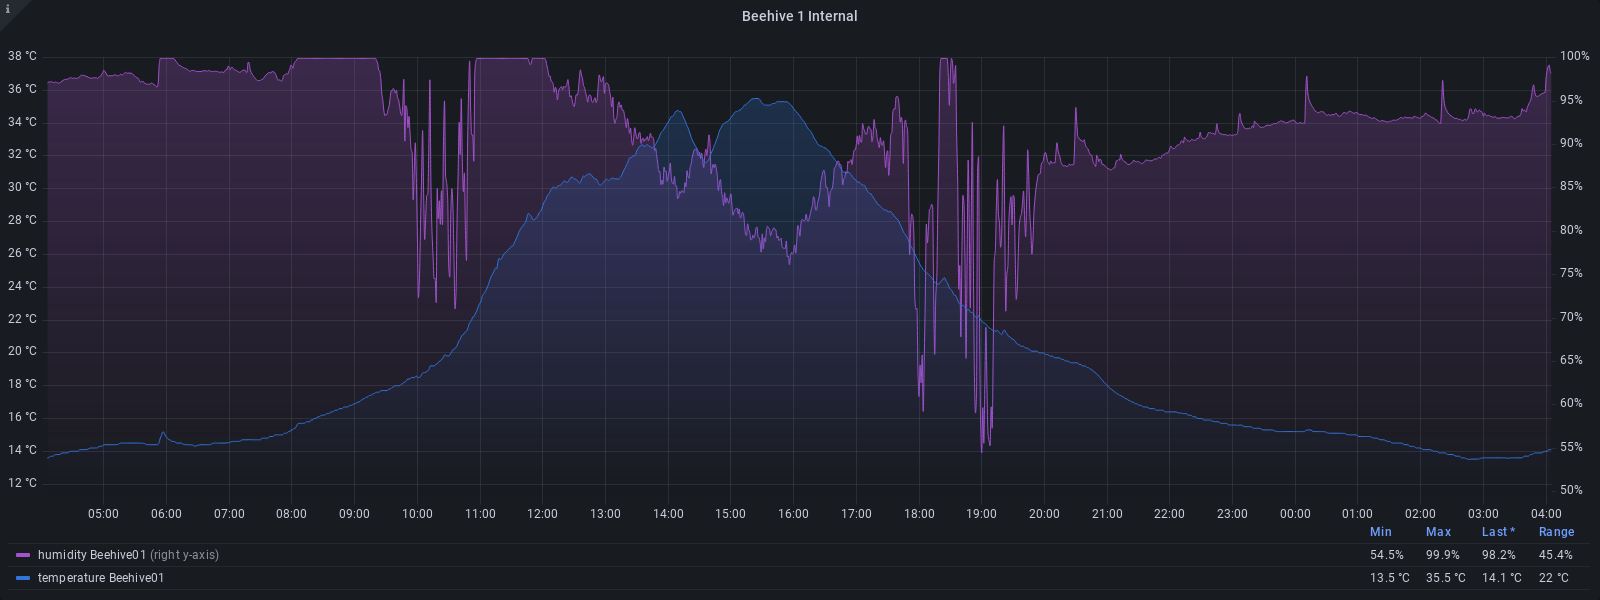 i
Beehive 1 Internal
38 °C 100%
36 °C 95%
34 °C 90%
32 °C 85%
30 °C 80%
28 °C 75%
26 °C 70%
24 °C 65%
22 °C 60%
20 °C 55%
18 °C 50%
16 °C
14 °C
12 °C
05:00 06:00 07:00 08:00 09:00 10:00 11:00 12:00 13:00 14:00 15:00 16:00 17:00 18:00 19:00 20:00 21:00 22:00 23:00 00:00 01:00 02:00 03:00 04:00
Min Max Last * Range
humidity Beehive01 (right y-axis) 54.5% 99.9% 98.2% 45.4%
temperature Beehive01 13.5 °C 35.5 °C 14.1 °C 22 °C